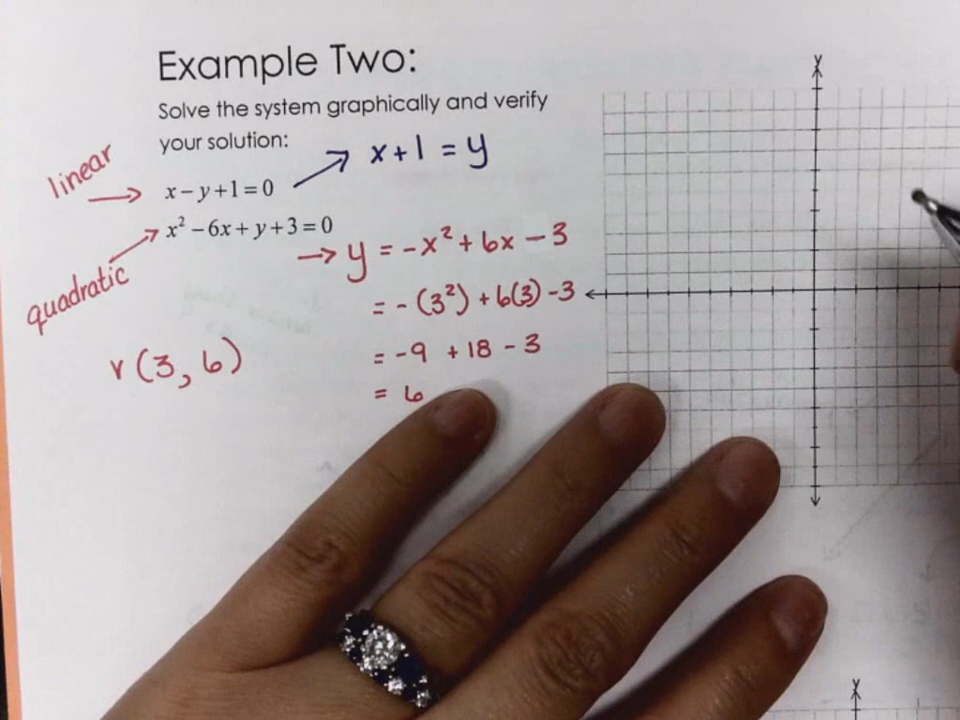 Example Two:
Solve the system graphically and verify
your solution:
x + 1 = y
linear
x − y + 1 = 0
x² − 6x + y + 3 = 0
quadratic
y = -x² + 6x - 3
= -(3²) + 6(3) - 3
= -9 + 18 - 3
= 6
v (3, 6)
y
x